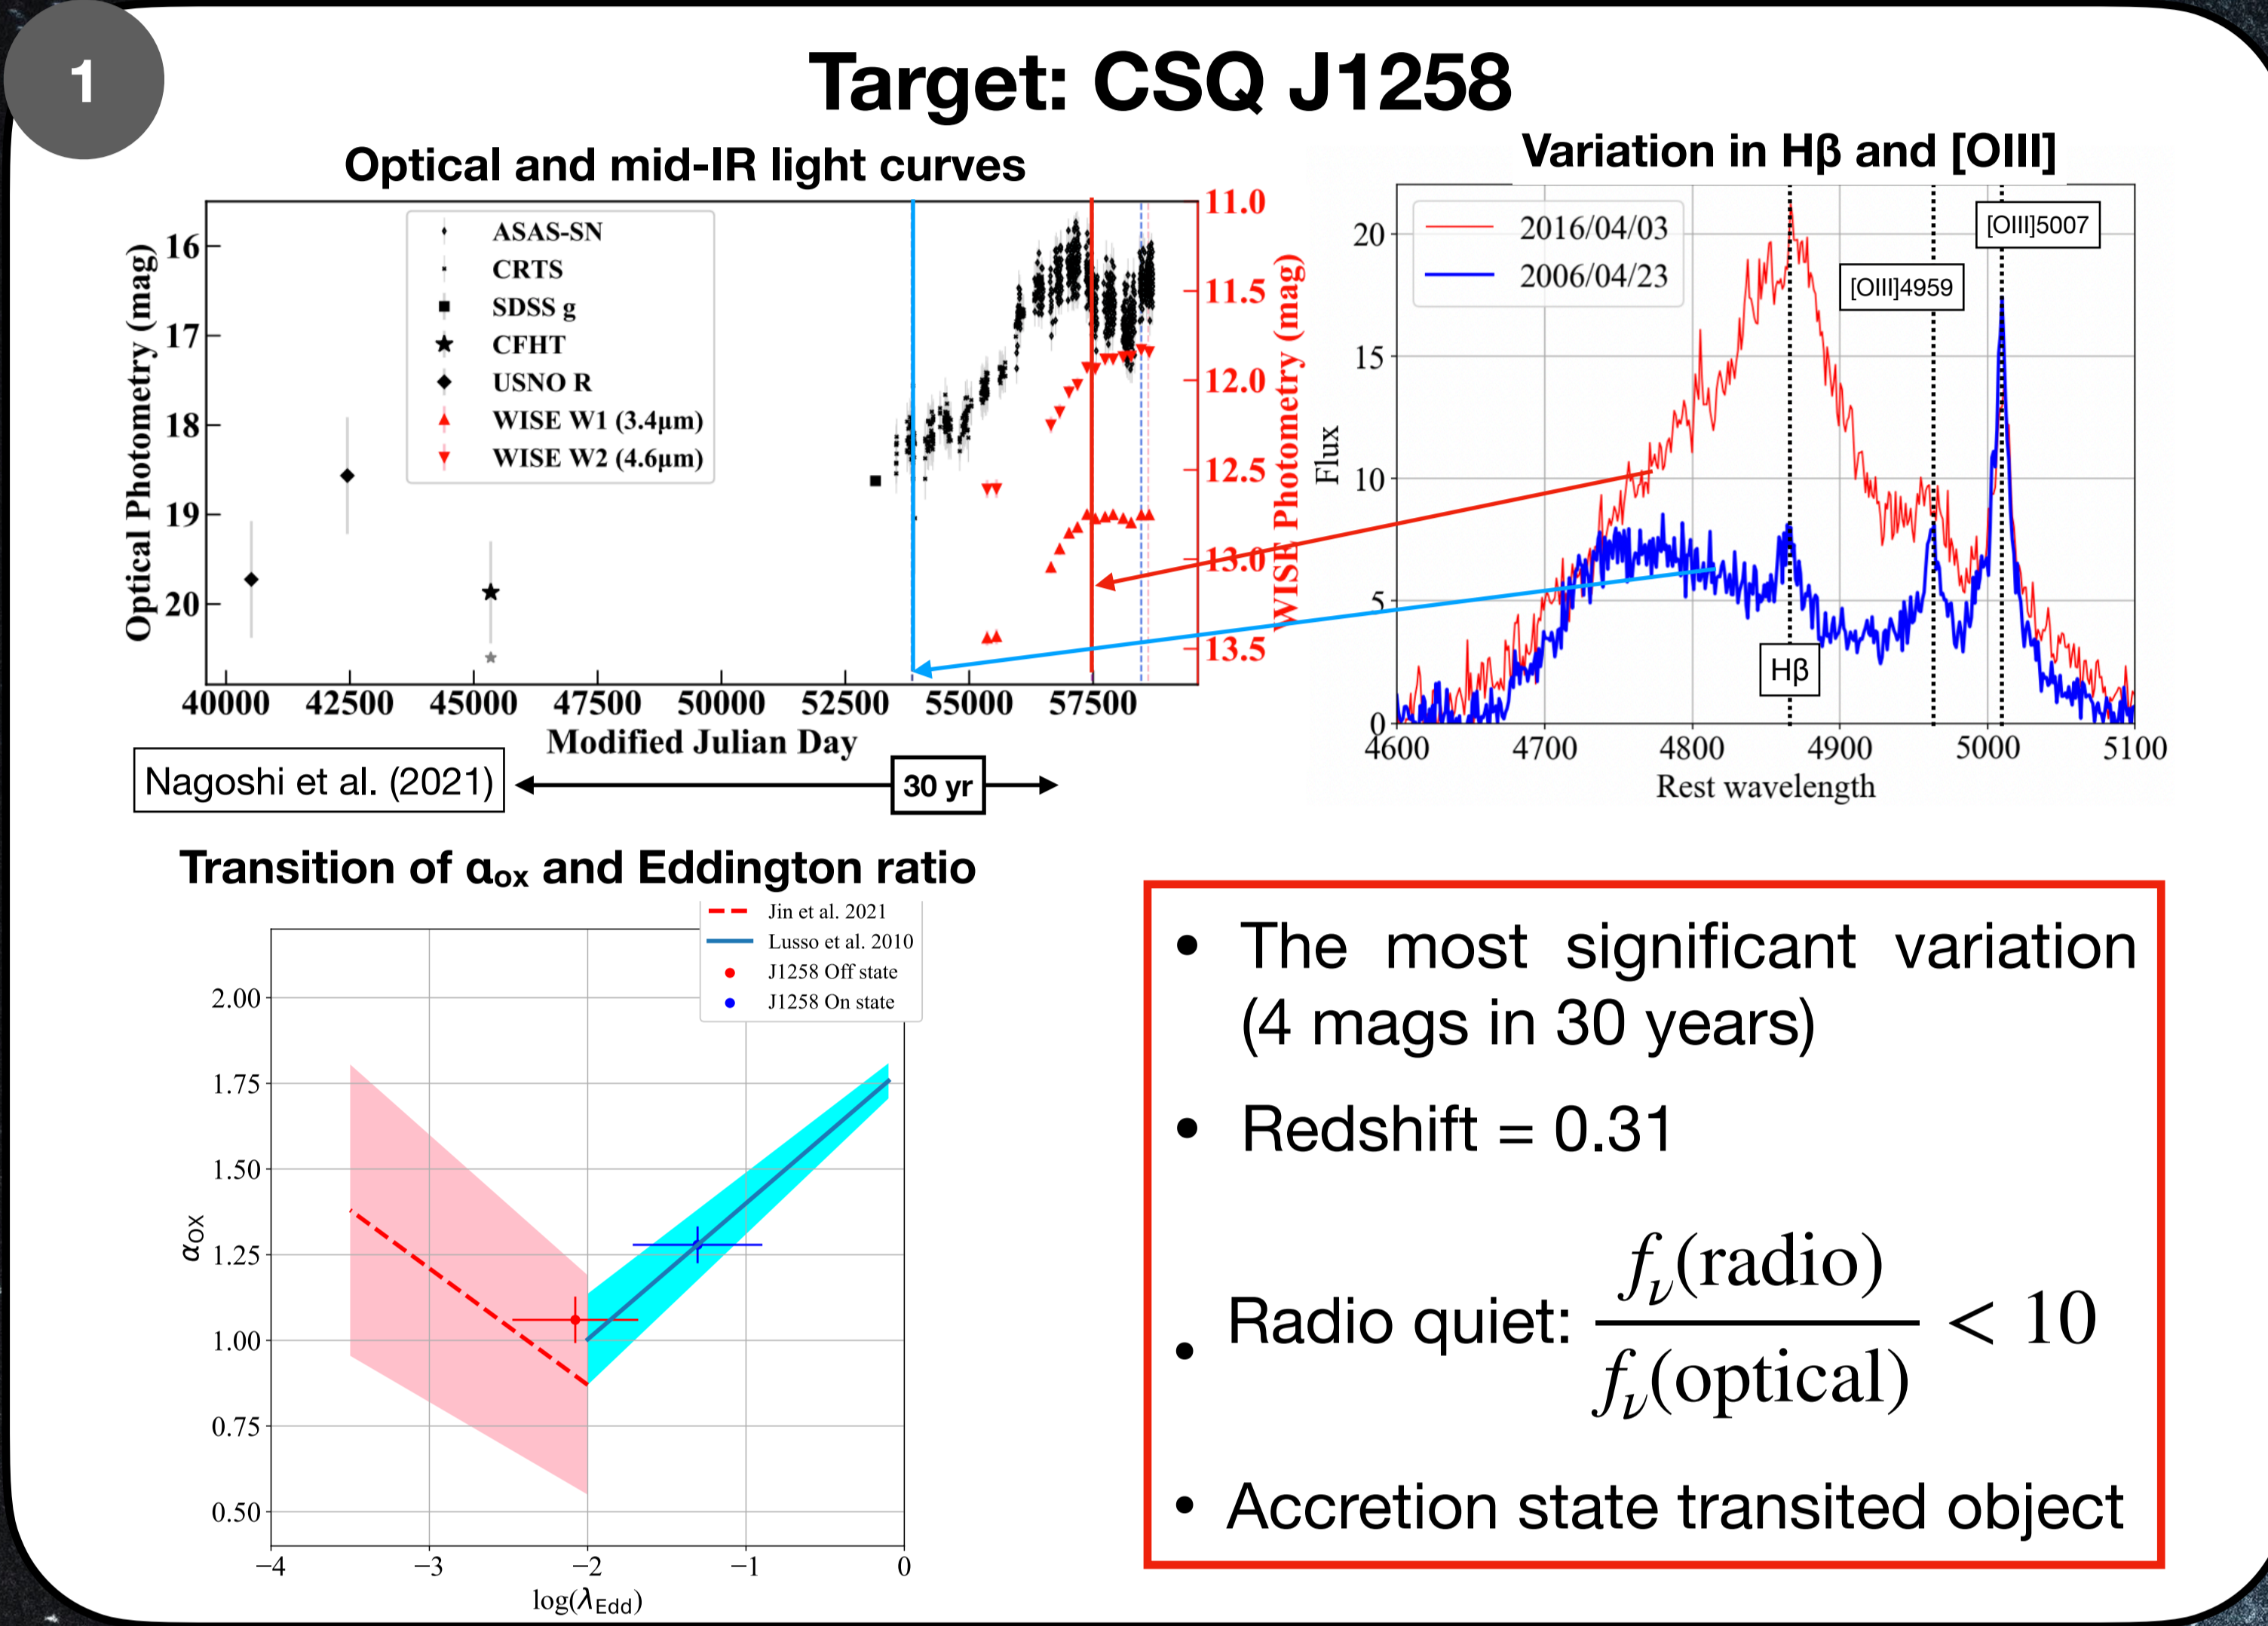 1
Target: CSQ J1258
Optical and mid-IR light curves
Optical Photometry (mag)
16
17
18
19
20
ASAS-SN
CRTS
SDSS g
CFHT
USNO R
WISE W1 (3.4μm)
WISE W2 (4.6μm)
11.0
11.5
12.0
12.5
13.0
13.5
WISE Photometry (mag)
40000 42500 45000 47500 50000 52500 55000 57500
Modified Julian Day
Nagoshi et al. (2021)
30 yr
Variation in Hβ and [OIII]
Flux
20
15
10
5
0
2016/04/03
2006/04/23
[OIII]5007
[OIII]4959
Hβ
4600 4700 4800 4900 5000 5100
Rest wavelength
Transition of αox and Eddington ratio
Jin et al. 2021
Lusso et al. 2010
J1258 Off state
J1258 On state
αOX
2.00
1.75
1.50
1.25
1.00
0.75
0.50
−4 −3 −2 −1 0
log(λEdd)
• The most significant variation
(4 mags in 30 years)
• Redshift = 0.31
• Radio quiet: fν(radio) / fν(optical) < 10
• Accretion state transited object